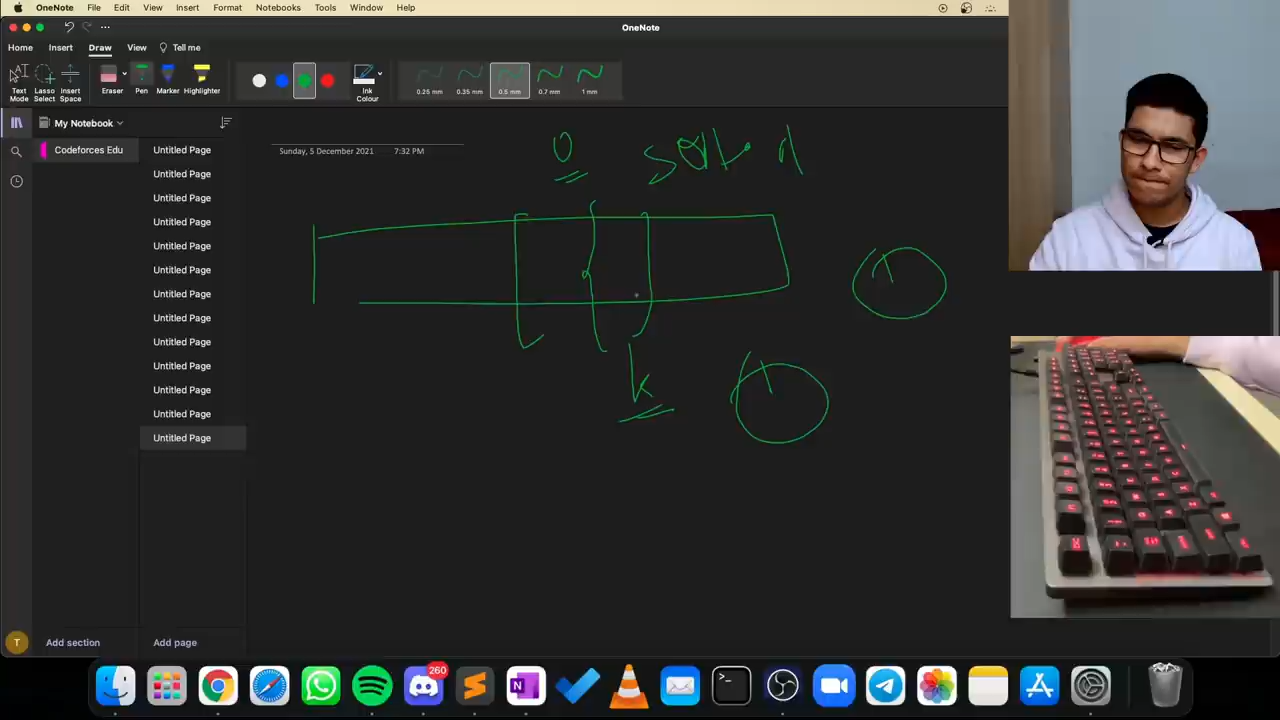 OneNote File Edit View Insert Format Notebooks Tools Window Help
OneNote
Home Insert Draw View Tell me
Text Mode
Lasso Select
Insert Space
Eraser
Pen
Marker
Highlighter
Ink Colour
0.25 mm
0.35 mm
0.5 mm
0.7 mm
1 mm
My Notebook
Codeforces Edu
Untitled Page
Untitled Page
Untitled Page
Untitled Page
Untitled Page
Untitled Page
Untitled Page
Untitled Page
Untitled Page
Untitled Page
Untitled Page
Untitled Page
Untitled Page
Sunday, 5 December 2021 7:32 PM
0
k
T
Add section
Add page
260